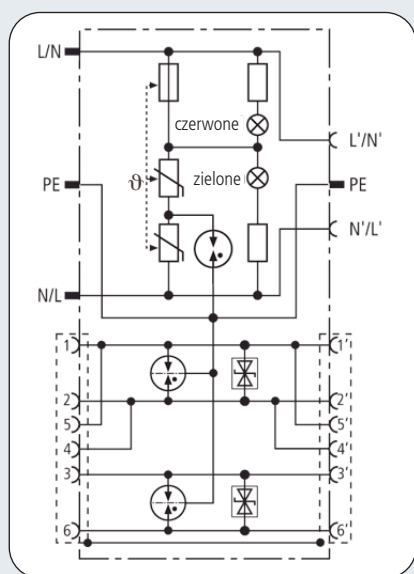 L/N
czerwone
L'/N'
PE
ϑ
zielone
PE
N'/L'
N/L
1
1'
2
2'
5
5'
4
4'
3
3'
6
6'